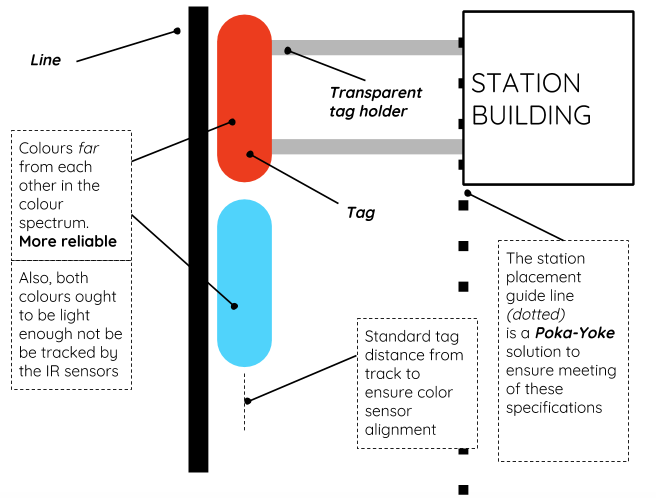 Line
STATION
BUILDING
Transparent
tag holder
Colours far
from each
other in the
colour
spectrum.
More reliable
Tag
Also, both
colours ought
to be light
enough not be
be tracked by
the IR sensors
The station
placement
guide line
(dotted)
is a Poka-Yoke
solution to
ensure meeting
of these
specifications
Standard tag
distance from
track to
ensure color
sensor
alignment